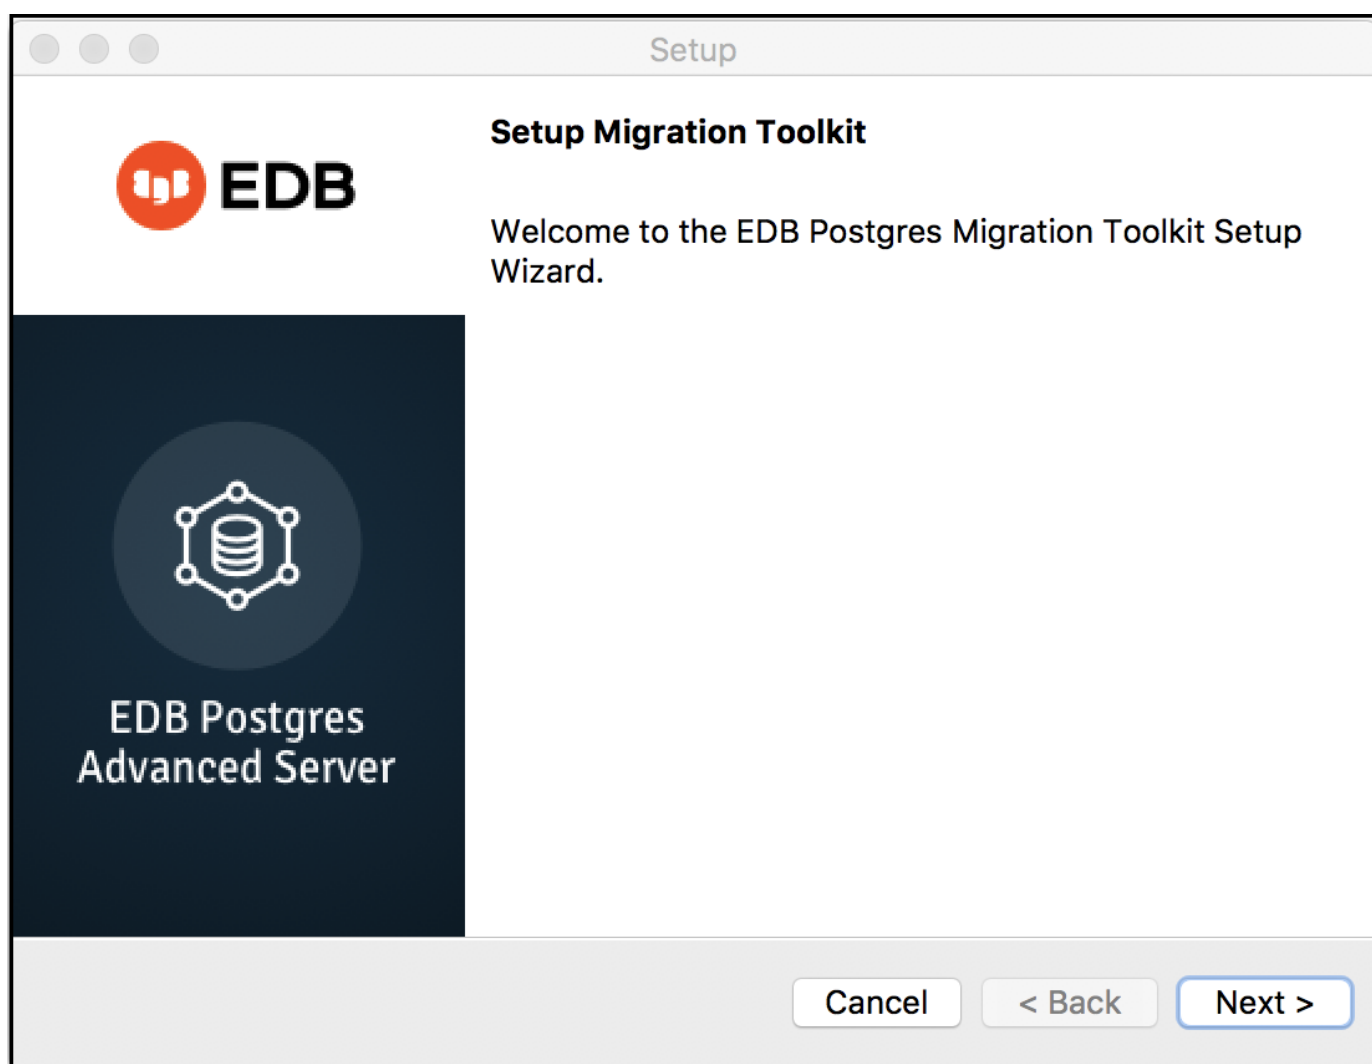 Setup
EDB
Setup Migration Toolkit
Welcome to the EDB Postgres Migration Toolkit Setup
Wizard.
EDB Postgres
Advanced Server
Cancel
< Back
Next >